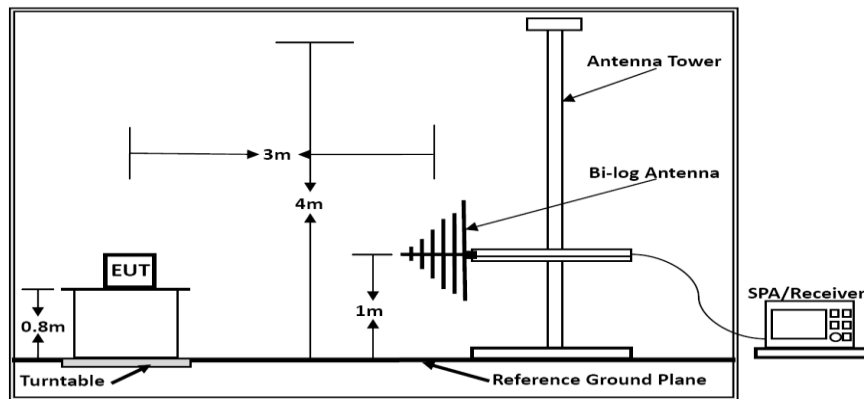 Antenna Tower
3m
Bi-log Antenna
4m
EUT
1m
0.8m
SPA/Receiver
Turntable
Reference Ground Plane